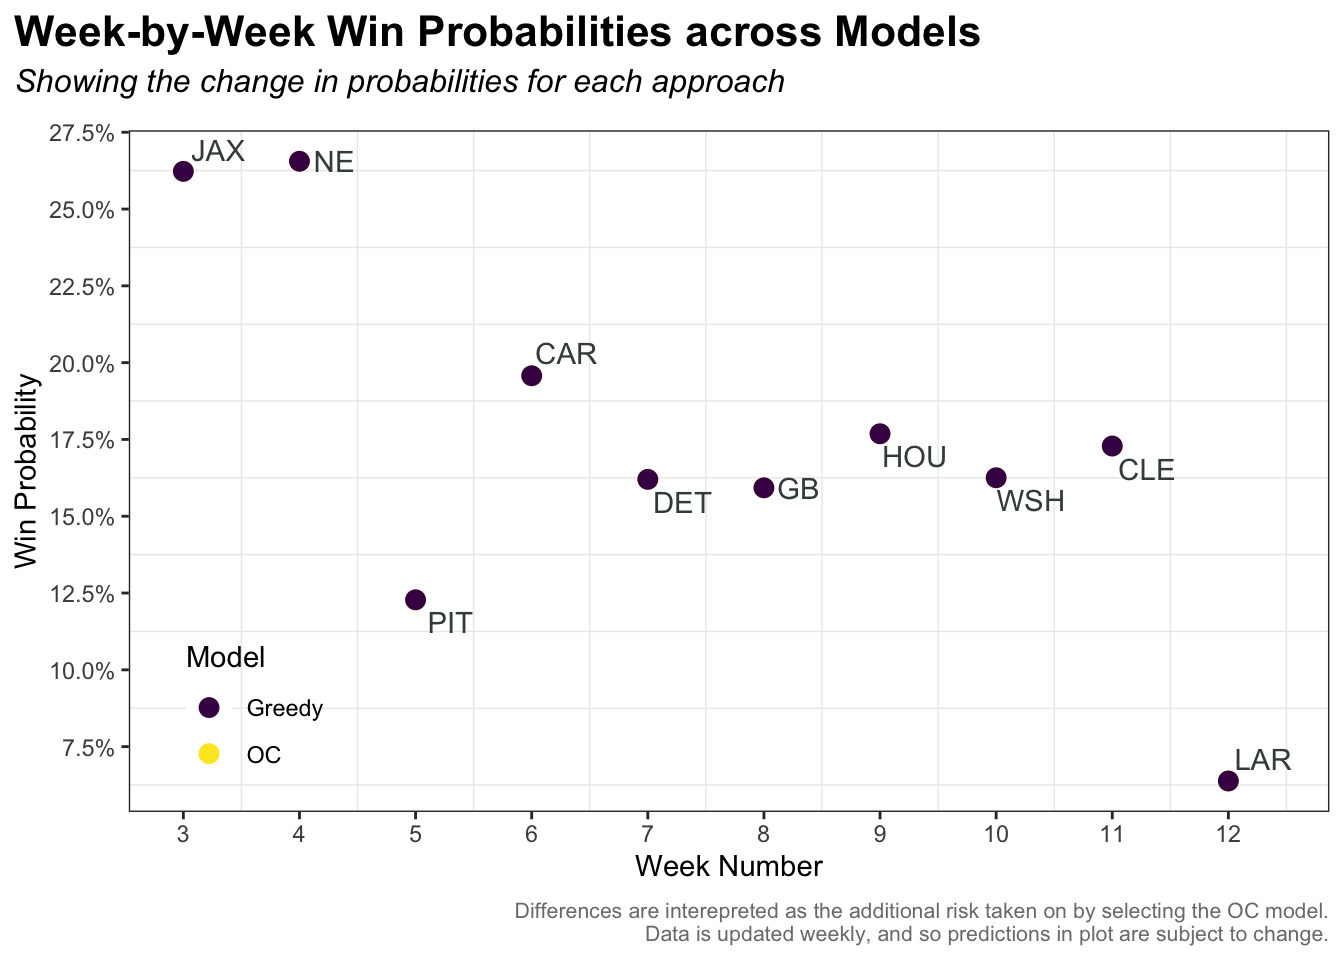 Week-by-Week Win Probabilities across Models
Showing the change in probabilities for each approach
27.5%
25.0%
22.5%
20.0%
17.5%
15.0%
12.5%
10.0%
7.5%
Win Probability
JAX
NE
PIT
CAR
DET
GB
HOU
WSH
CLE
LAR
Model
Greedy
OC
3 4 5 6 7 8 9 10 11 12
Week Number
Differences are interepreted as the additional risk taken on by selecting the OC model.
Data is updated weekly, and so predictions in plot are subject to change.